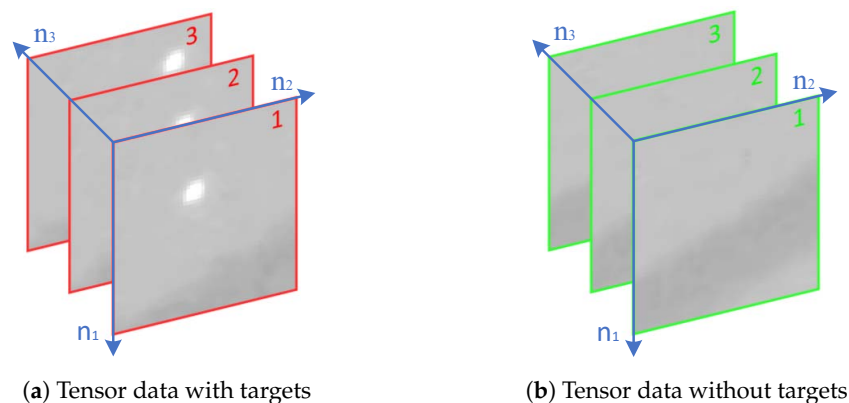 n3
3
2
n2
1
n1
n3
3
2
n2
1
n1
(a) Tensor data with targets
(b) Tensor data without targets